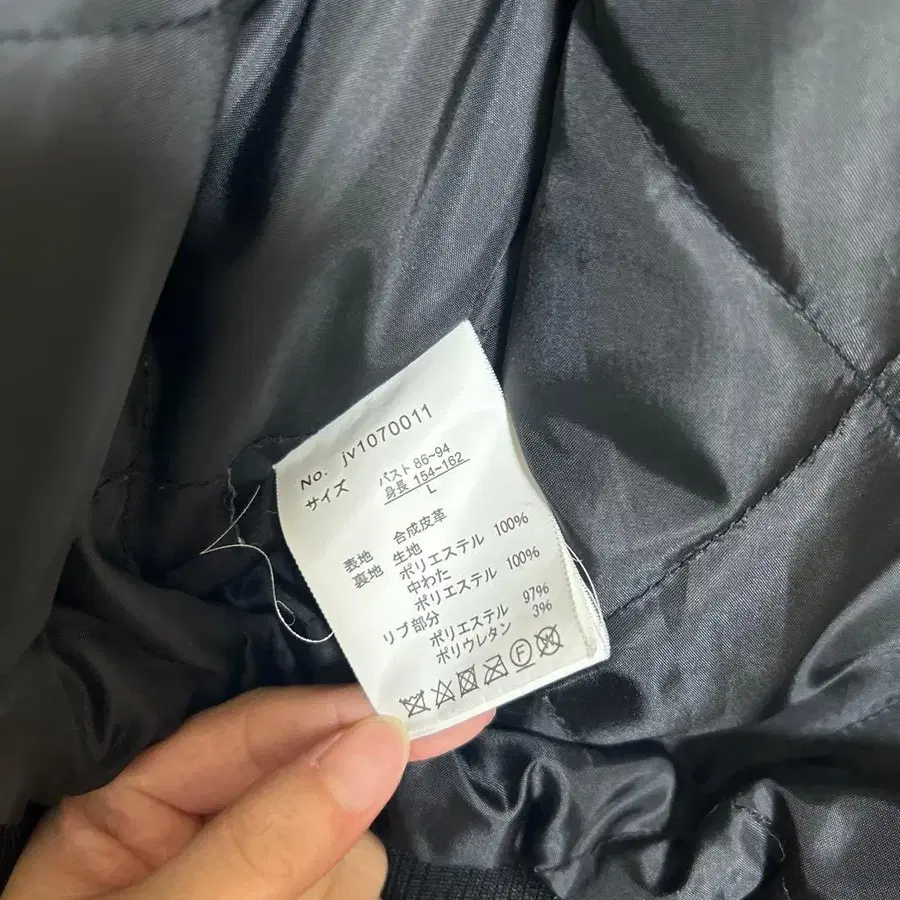 No. jv1070011
サイズ バスト 86~94
身長 154~162
L
表地 合成皮革
裏地 生地
ポリエステル 100%
中わた
ポリエステル 100%
リブ部分
ポリエステル 97%
ポリウレタン 3%
F W